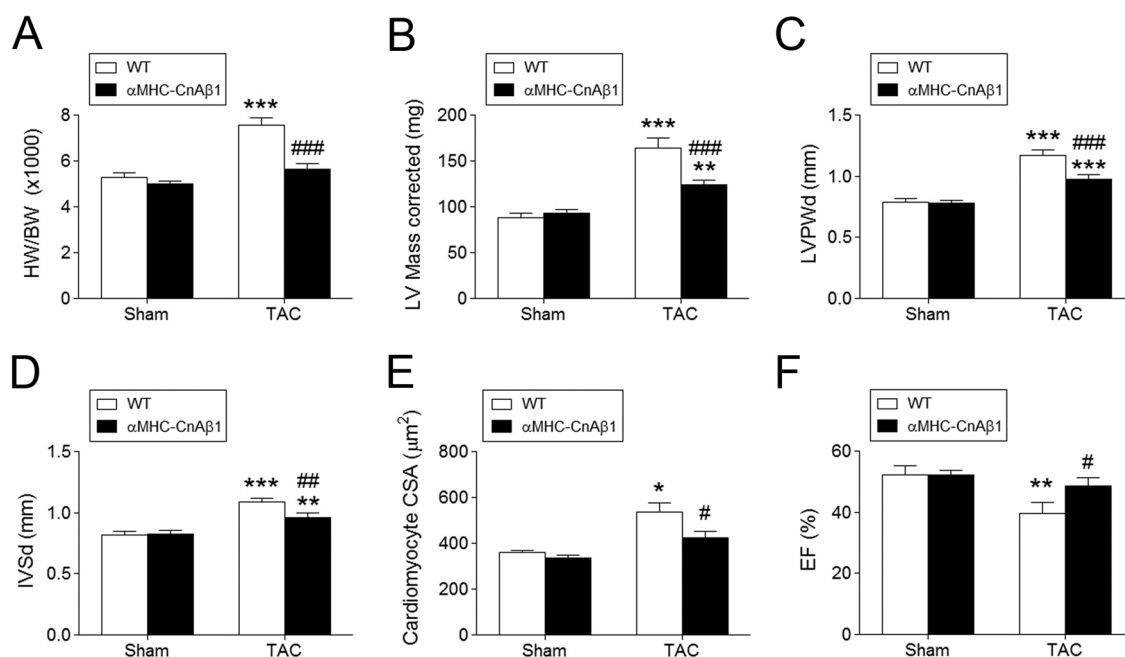 A
WT
αMHC-CnAβ1
HW/BW (x1000)
8
6
4
2
0
***
###
Sham
TAC
B
WT
αMHC-CnAβ1
LV Mass corrected (mg)
200
150
100
50
0
***
###
**
Sham
TAC
C
WT
αMHC-CnAβ1
LVPWd (mm)
1.5
1.0
0.5
0.0
***
###
***
Sham
TAC
D
WT
αMHC-CnAβ1
IVSd (mm)
1.5
1.0
0.5
0.0
***
##
**
Sham
TAC
E
WT
αMHC-CnAβ1
Cardiomyocyte CSA (μm²)
800
600
400
200
0
*
#
Sham
TAC
F
WT
αMHC-CnAβ1
EF (%)
60
40
20
0
**
#
Sham
TAC